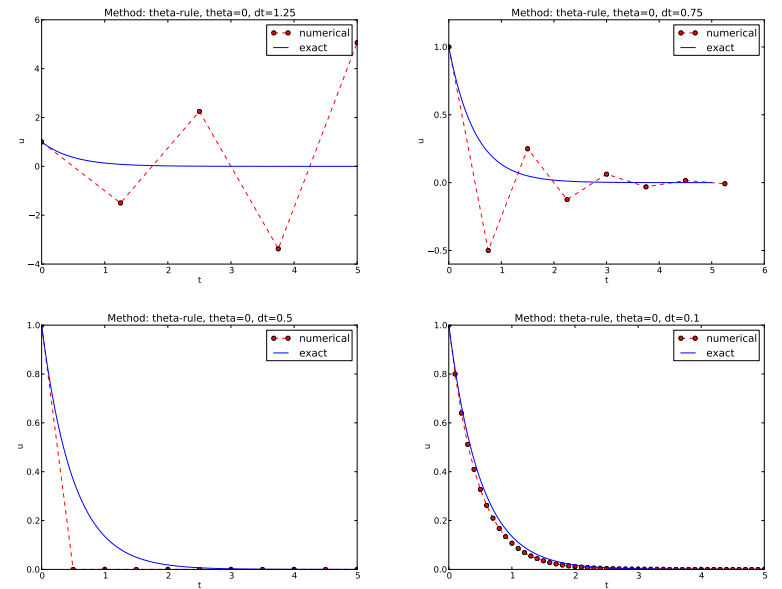 Method: theta-rule, theta=0, dt=1.25
6
4
2
0
−2
−4
u
0 1 2 3 4 5
t
numerical
exact
Method: theta-rule, theta=0, dt=0.75
1.0
0.5
0.0
−0.5
u
0 1 2 3 4 5 6
t
numerical
exact
Method: theta-rule, theta=0, dt=0.5
1.0
0.8
0.6
0.4
0.2
0.0
u
0 1 2 3 4 5
t
numerical
exact
Method: theta-rule, theta=0, dt=0.1
1.0
0.8
0.6
0.4
0.2
0.0
u
0 1 2 3 4 5
t
numerical
exact